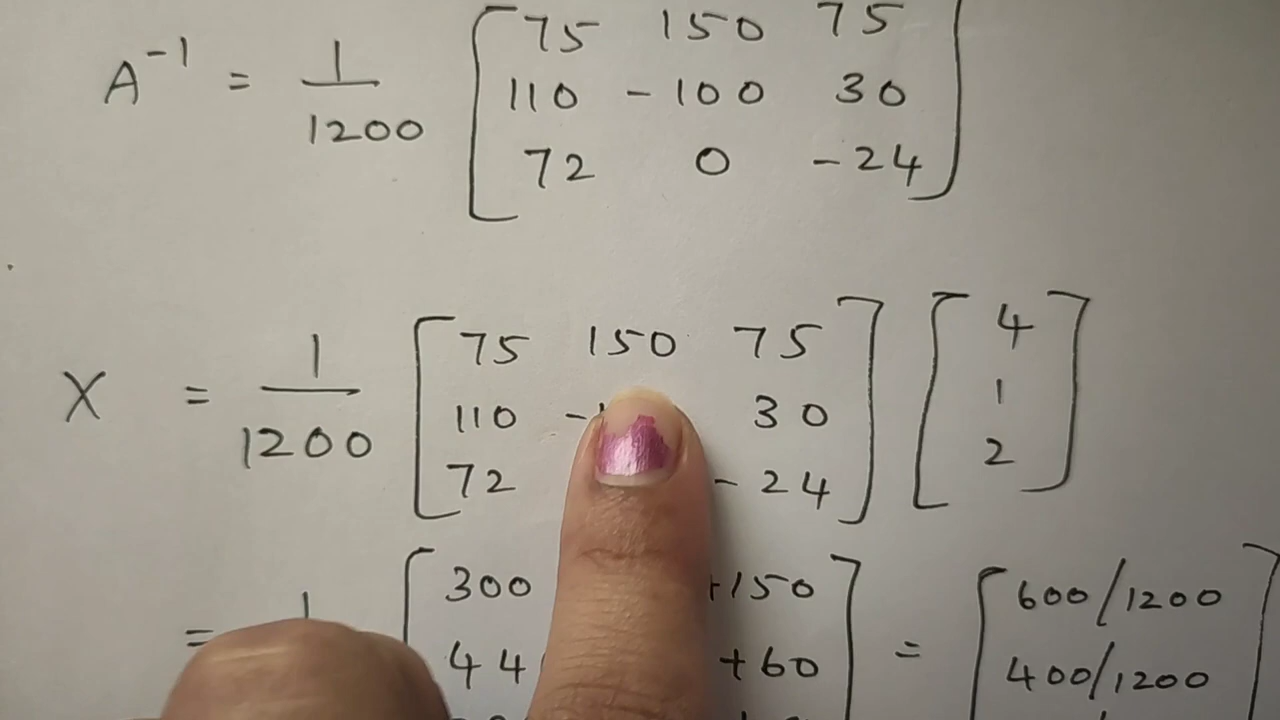 A⁻¹ = 1/1200 [75 150 75
110 -100 30
72 0 -24]
X = 1/1200 [75 150 75] [4
110 - 30 1
72 -24] 2]
= 1 [300 +150] = [600/1200]
44 +60 400/1200